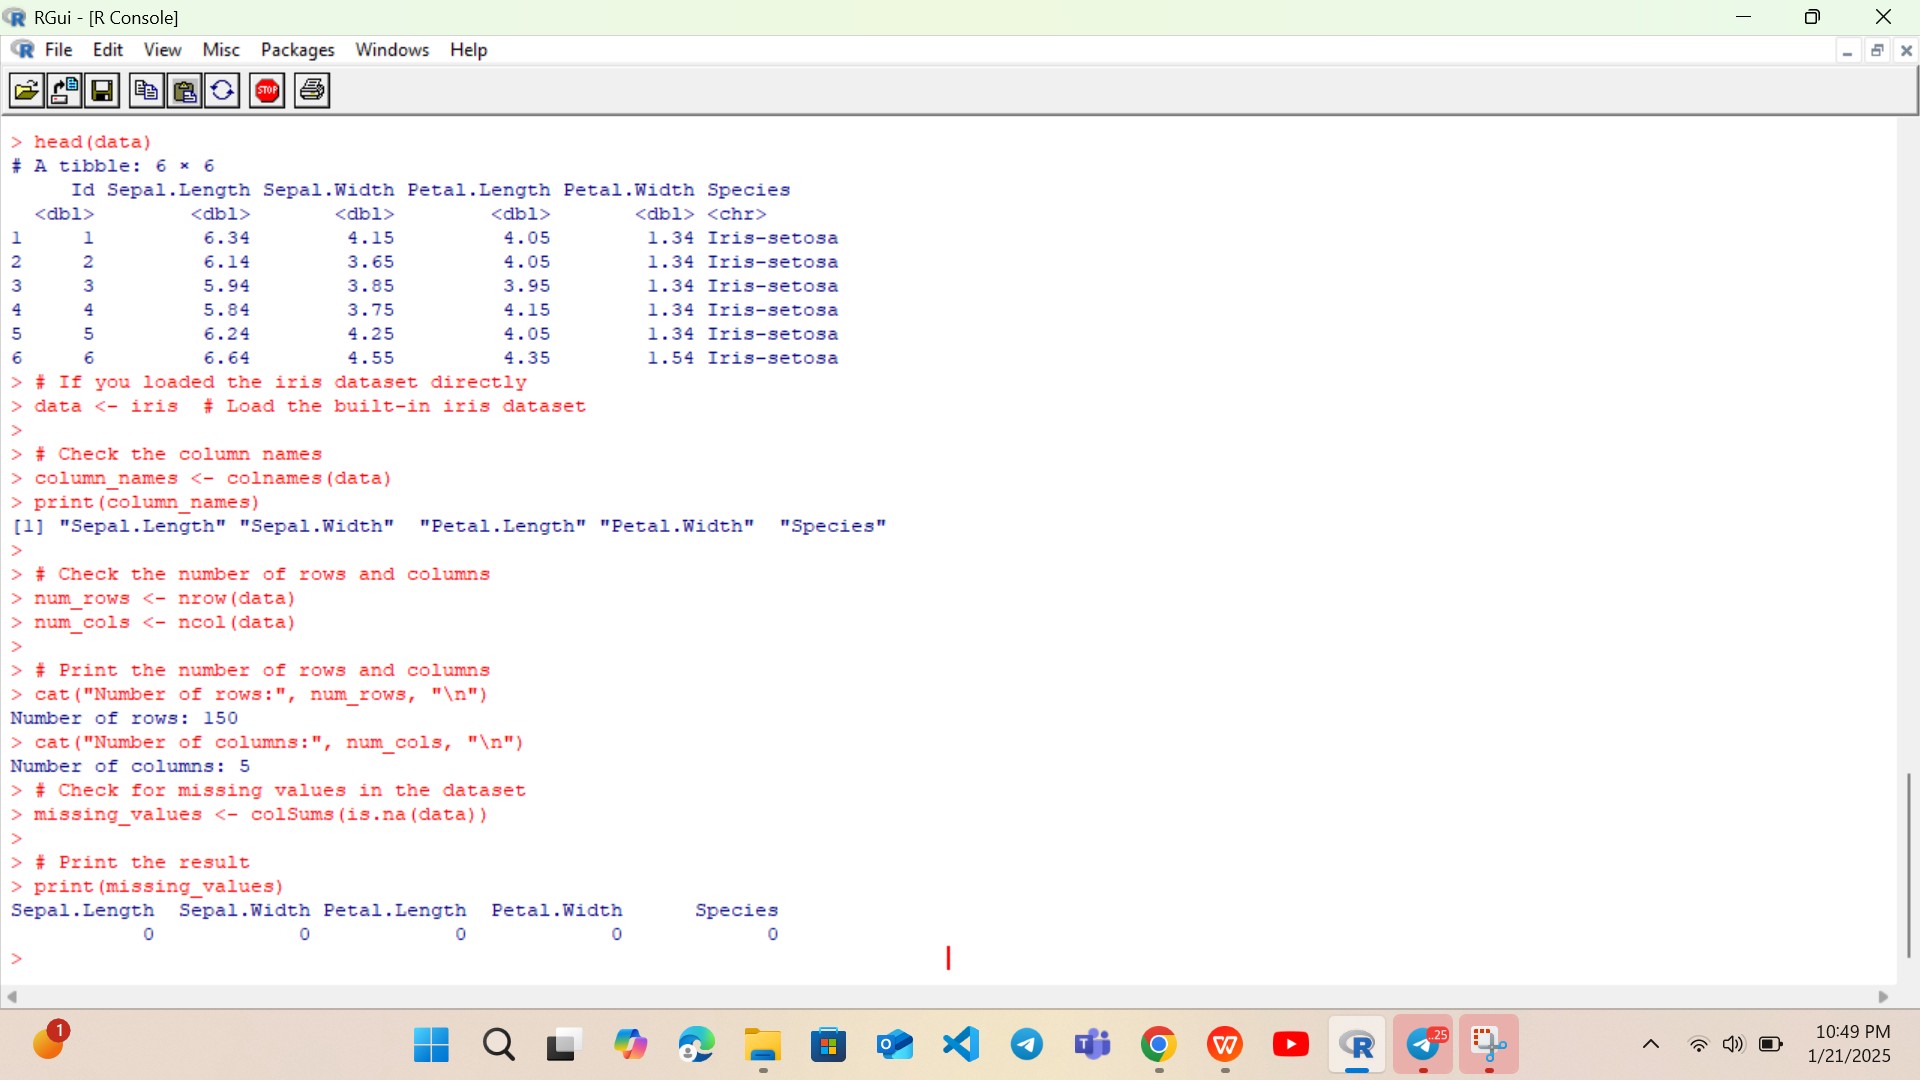 RGui - [R Console]
File Edit View Misc Packages Windows Help
STOP
> head(data)
# A tibble: 6 × 6
     Id Sepal.Length Sepal.Width Petal.Length Petal.Width Species
  <dbl>        <dbl>       <dbl>        <dbl>       <dbl> <chr>
1     1         6.34        4.15         4.05        1.34 Iris-setosa
2     2         6.14        3.65         4.05        1.34 Iris-setosa
3     3         5.94        3.85         3.95        1.34 Iris-setosa
4     4         5.84        3.75         4.15        1.34 Iris-setosa
5     5         6.24        4.25         4.05        1.34 Iris-setosa
6     6         6.64        4.55         4.35        1.54 Iris-setosa
> # If you loaded the iris dataset directly
> data <- iris  # Load the built-in iris dataset
>
> # Check the column names
> column_names <- colnames(data)
> print(column_names)
[1] "Sepal.Length" "Sepal.Width"  "Petal.Length" "Petal.Width"  "Species"
>
> # Check the number of rows and columns
> num_rows <- nrow(data)
> num_cols <- ncol(data)
>
> # Print the number of rows and columns
> cat("Number of rows:", num_rows, "\n")
Number of rows: 150
> cat("Number of columns:", num_cols, "\n")
Number of columns: 5
> # Check for missing values in the dataset
> missing_values <- colSums(is.na(data))
>
> # Print the result
> print(missing_values)
Sepal.Length  Sepal.Width Petal.Length  Petal.Width      Species
           0            0            0            0            0
>
1
..25
10:49 PM
1/21/2025